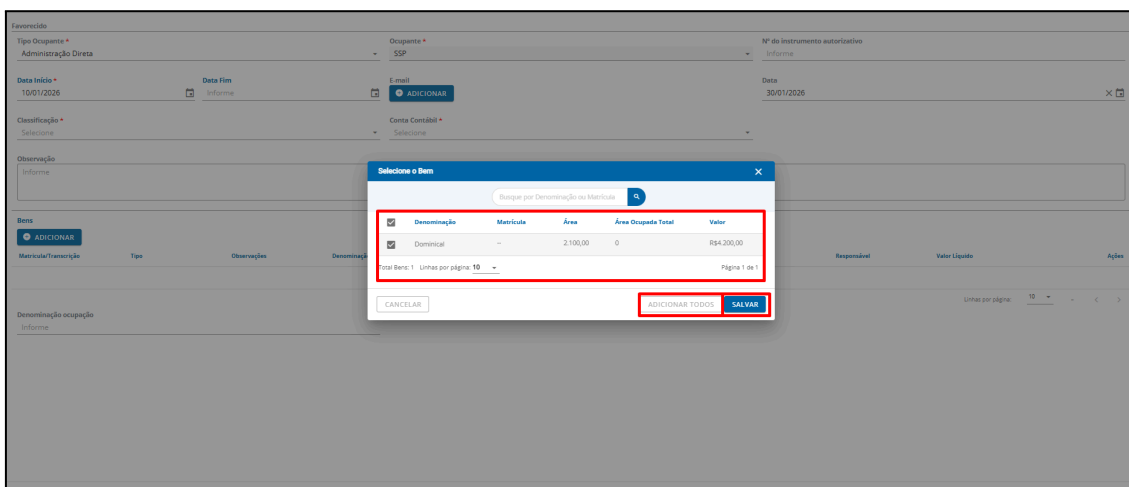 Favorecido
Tipo Ocupante * Ocupante * Nº do instrumento autorizativo
Administração Direta SSP Informe
Data Início * Data Fim E-mail Data
10/01/2026 Informe ADICIONAR 30/01/2026
Classificação * Conta Contábil *
Selecione Selecione
Observação
Informe
Selecione o Bem
Busque por Denominação ou Matrícula
Denominação Matrícula Área Área Ocupada Total Valor
Dominical -- 2.100,00 0 R$4.200,00
Total Bens: 1 Linhas por página: 10 Página 1 de 1
CANCELAR ADICIONAR TODOS SALVAR
Bens
ADICIONAR
Matrícula/Transcrição Tipo Observações Responsável Valor Líquido Ações
Linhas por página: 10
Denominação ocupação
Informe